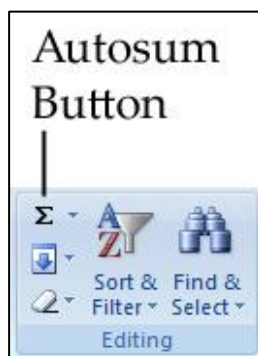 Autosum
Button
Σ
A
Z
Sort & Find &
Filter Select
Editing